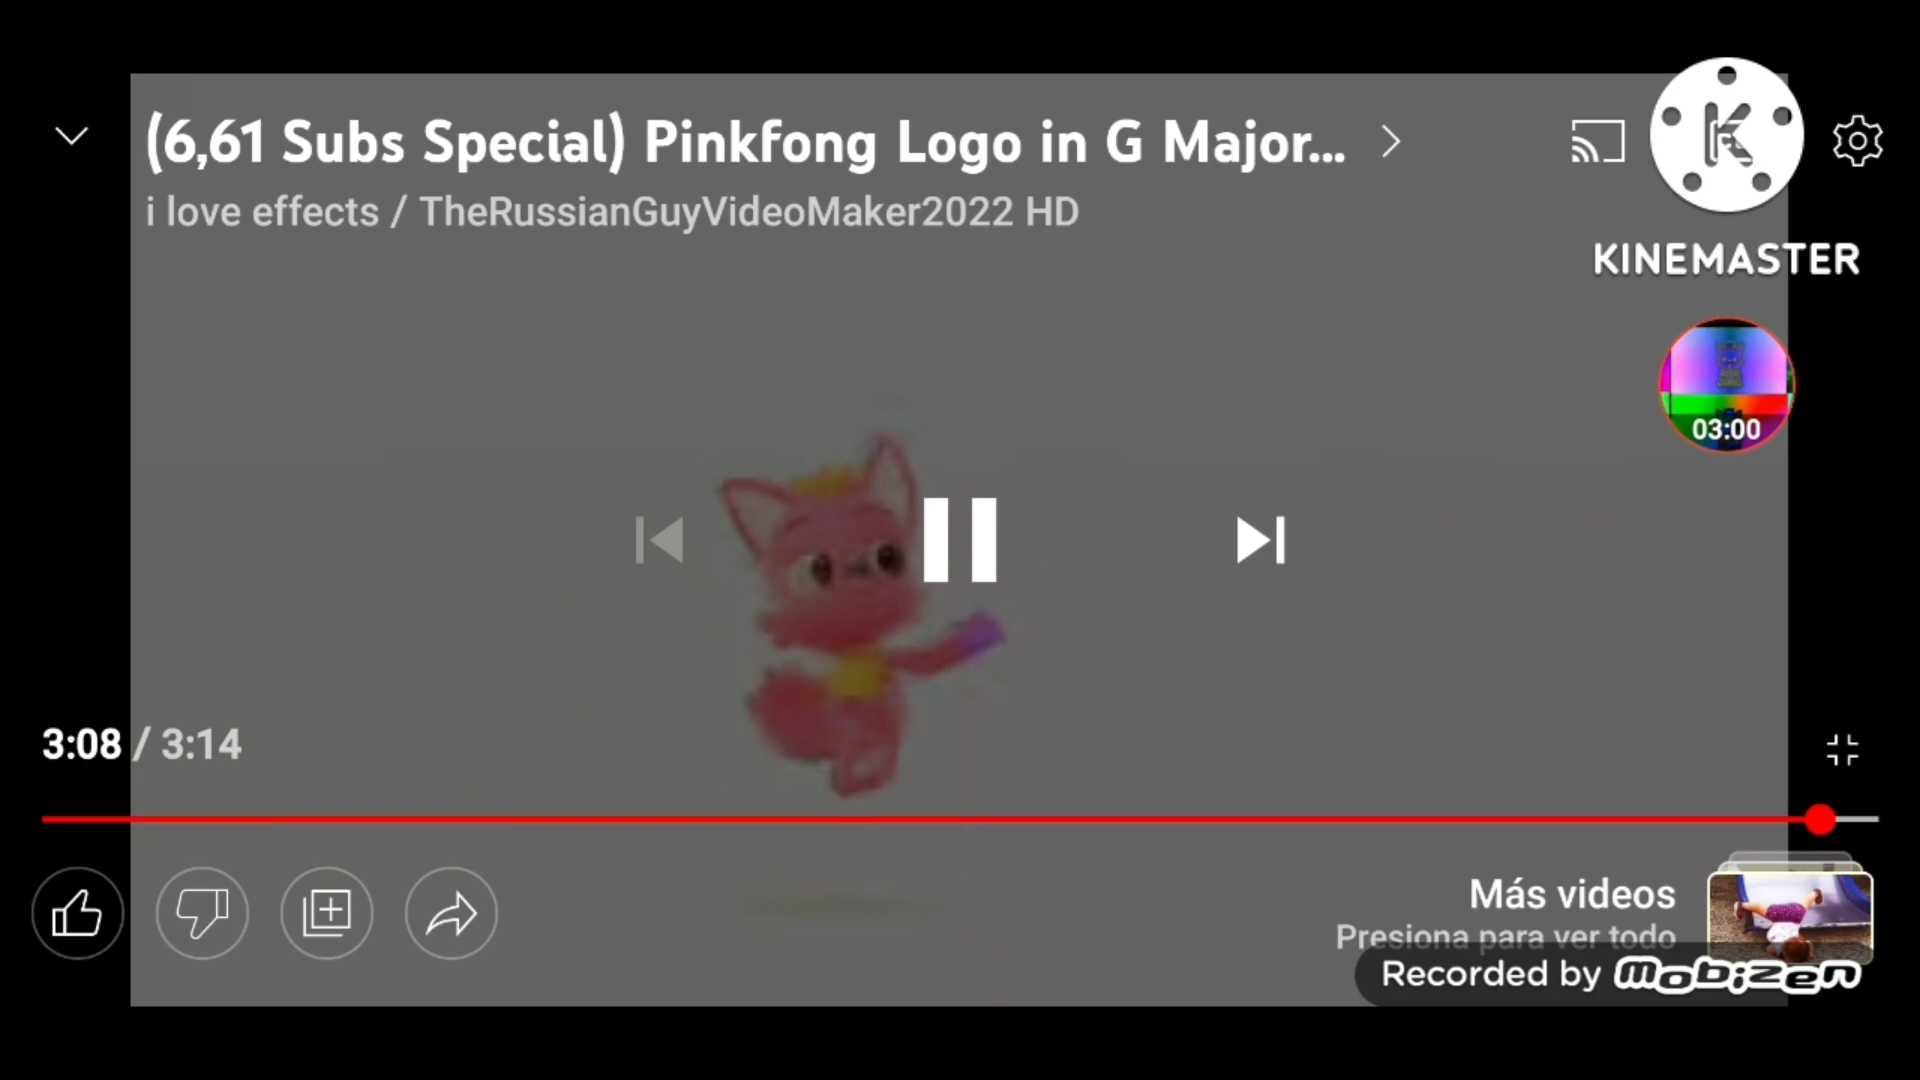 (6,61 Subs Special) Pinkfong Logo in G Major...
i love effects / TheRussianGuyVideoMaker2022 HD
KINEMASTER
03:00
3:08 / 3:14
Más videos
Presiona para ver todo
Recorded by mobizen